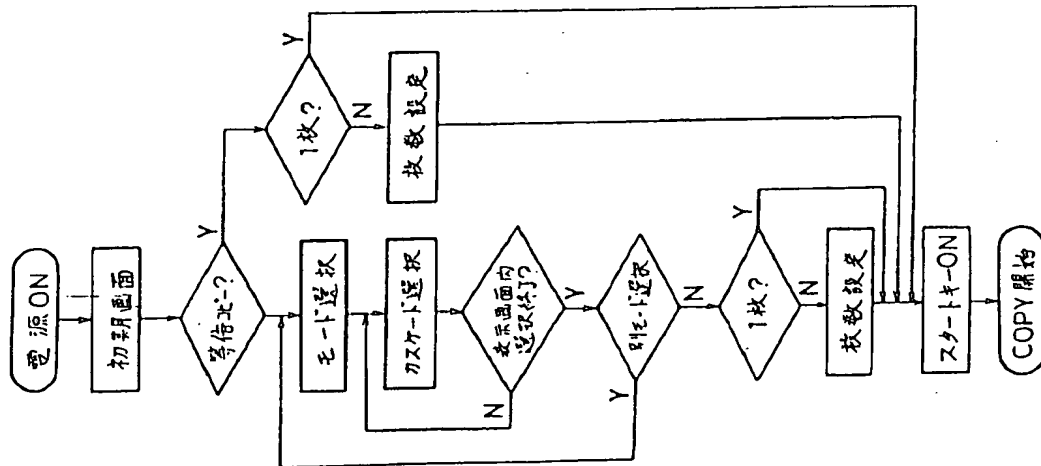 電源ON
初期画面
等倍コピー?
Y
モード選択
カスケード選択
表示画面内
選択終了?
N
Y
別モード選択
Y
N
1枚?
Y
N
枚数設定
1枚?
Y
N
枚数設定
スタートキーON
COPY開始